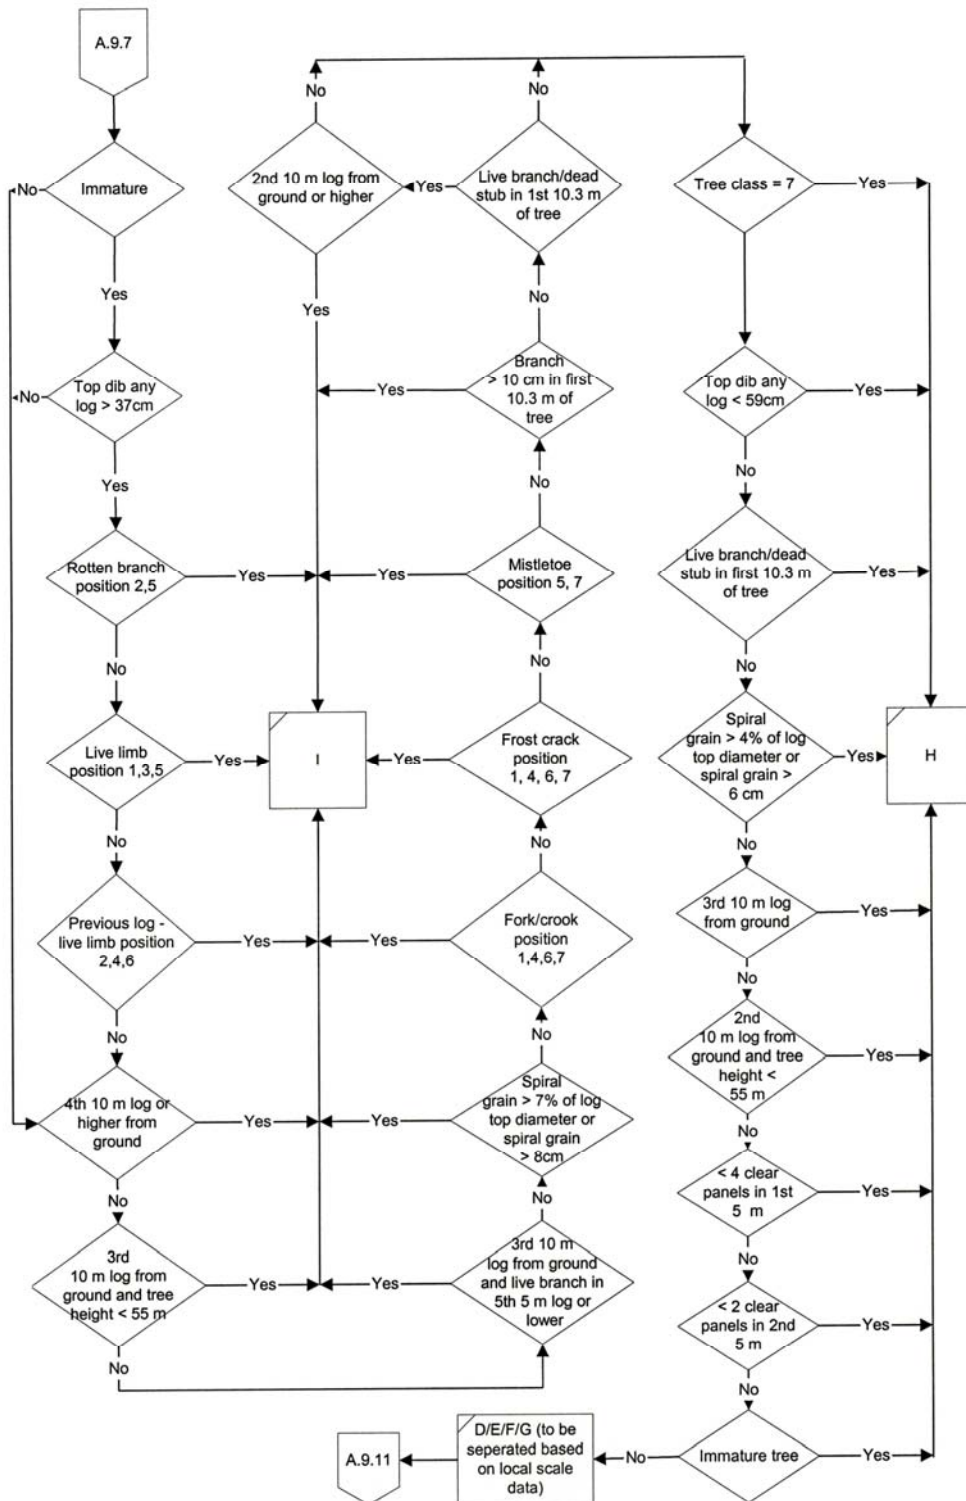 A.9.7
Immature
No
Yes
Top dib any
log > 37cm
No
Yes
Rotten branch
position 2,5
Yes
No
Live limb
position 1,3,5
Yes
No
Previous log -
live limb position
2,4,6
Yes
No
4th 10 m log or
higher from
ground
Yes
No
3rd
10 m log from
ground and tree
height < 55 m
Yes
No
3rd 10 m
log from ground
and live branch in
5th 5 m log or
lower
Yes
No
Spiral
grain > 7% of log
top diameter or
spiral grain
> 8cm
Yes
No
Fork/crook
position
1,4,6,7
Yes
No
Frost crack
position
1, 4, 6, 7
Yes
No
Mistletoe
position 5, 7
Yes
No
Branch
> 10 cm in first
10.3 m of
tree
Yes
No
Live branch/dead
stub in 1st 10.3 m
of tree
Yes
No
2nd 10 m log from
ground or higher
No
Yes
I
Tree class = 7
Yes
Top dib any
log < 59cm
Yes
No
Live branch/dead
stub in first 10.3 m
of tree
Yes
No
Spiral
grain > 4% of log
top diameter or
spiral grain >
6 cm
Yes
No
H
3rd 10 m log
from ground
Yes
No
2nd
10 m log from
ground and tree
height <
55 m
Yes
No
< 4 clear
panels in 1st
5 m
Yes
No
< 2 clear
panels in 2nd
5 m
Yes
No
Immature tree
Yes
No
D/E/F/G (to be
seperated based
on local scale
data)
A.9.11